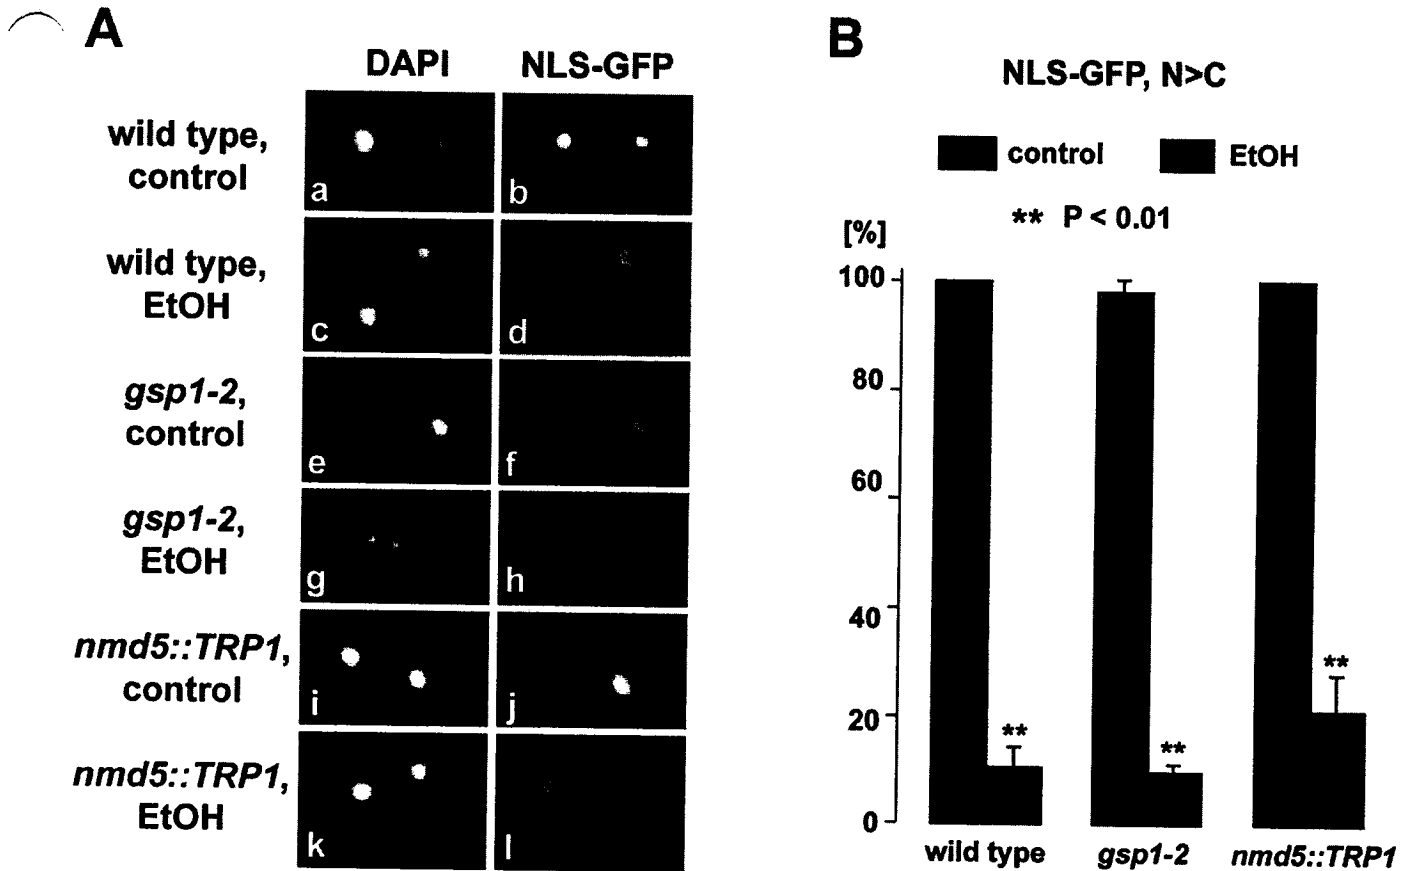 A
DAPI
NLS-GFP
wild type,
control
a
b
wild type,
EtOH
c
d
gsp1-2,
control
e
f
gsp1-2,
EtOH
g
h
nmd5::TRP1,
control
i
j
nmd5::TRP1,
EtOH
k
l
B
NLS-GFP, N>C
control
EtOH
** P < 0.01
[%]
100
80
60
40
20
0
**
**
**
wild type
gsp1-2
nmd5::TRP1